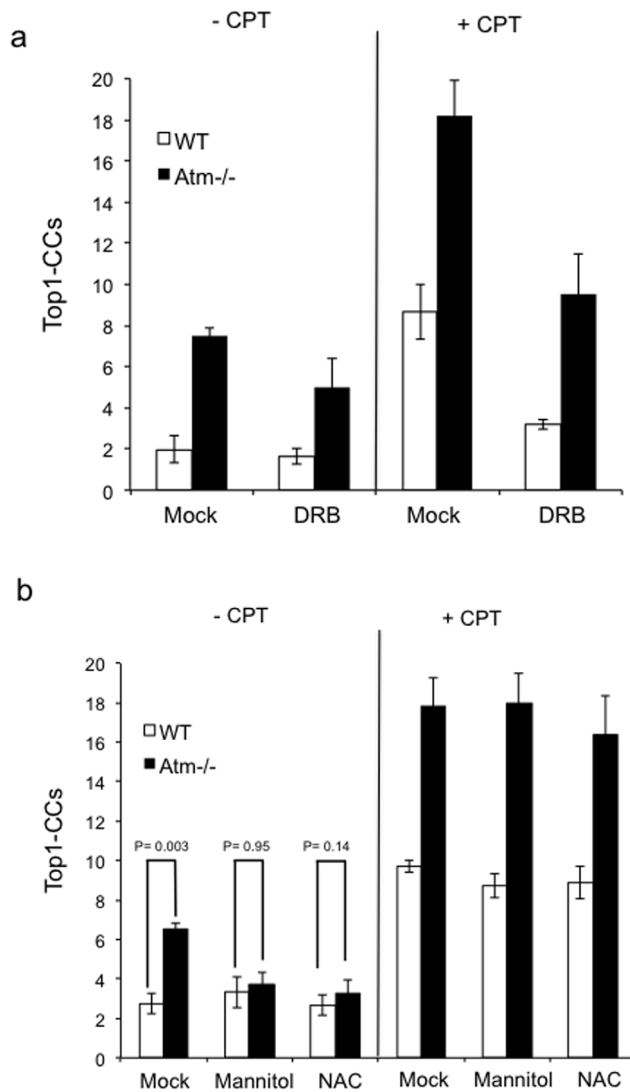 a
- CPT
+ CPT
Top1-CCs
20
18
16
14
12
10
8
6
4
2
0
WT
Atm-/-
Mock
DRB
Mock
DRB
b
- CPT
+ CPT
Top1-CCs
20
18
16
14
12
10
8
6
4
2
0
WT
Atm-/-
P= 0.003
P= 0.95
P= 0.14
Mock
Mannitol
NAC
Mock
Mannitol
NAC